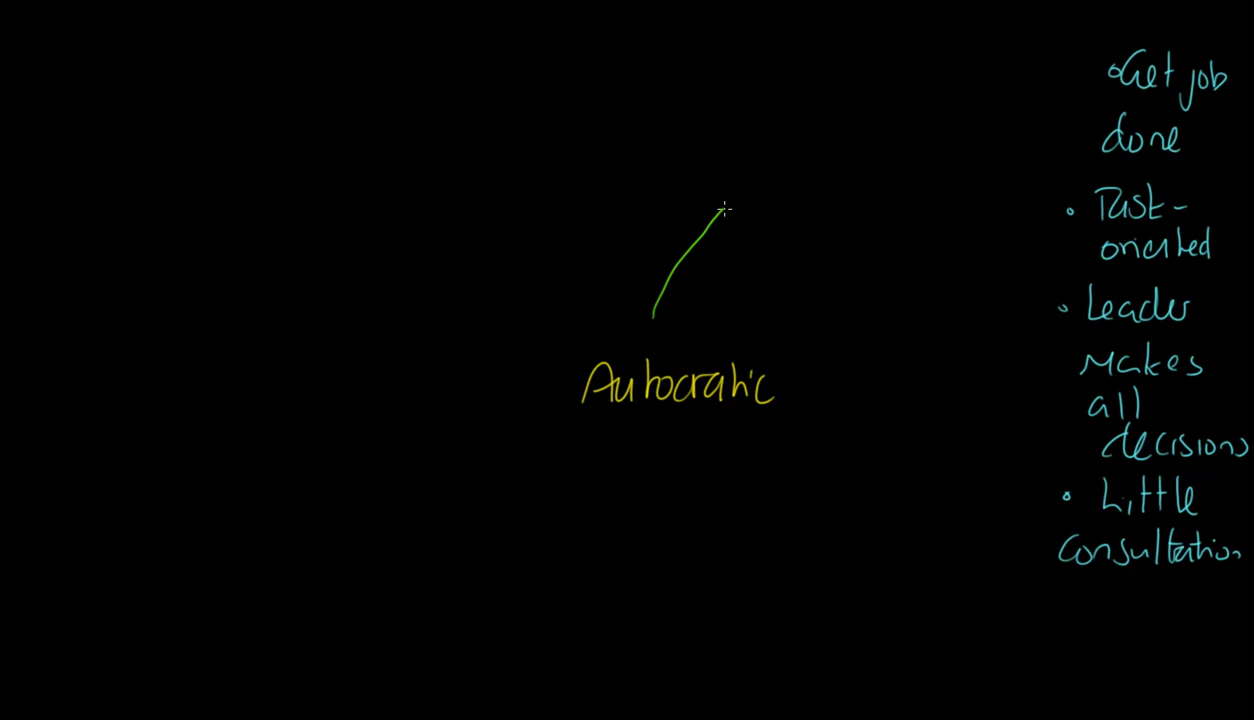 • Get job
done
• Task-
oriented
• Leader
Makes
all
decisions
• Little
consultation
Autocratic